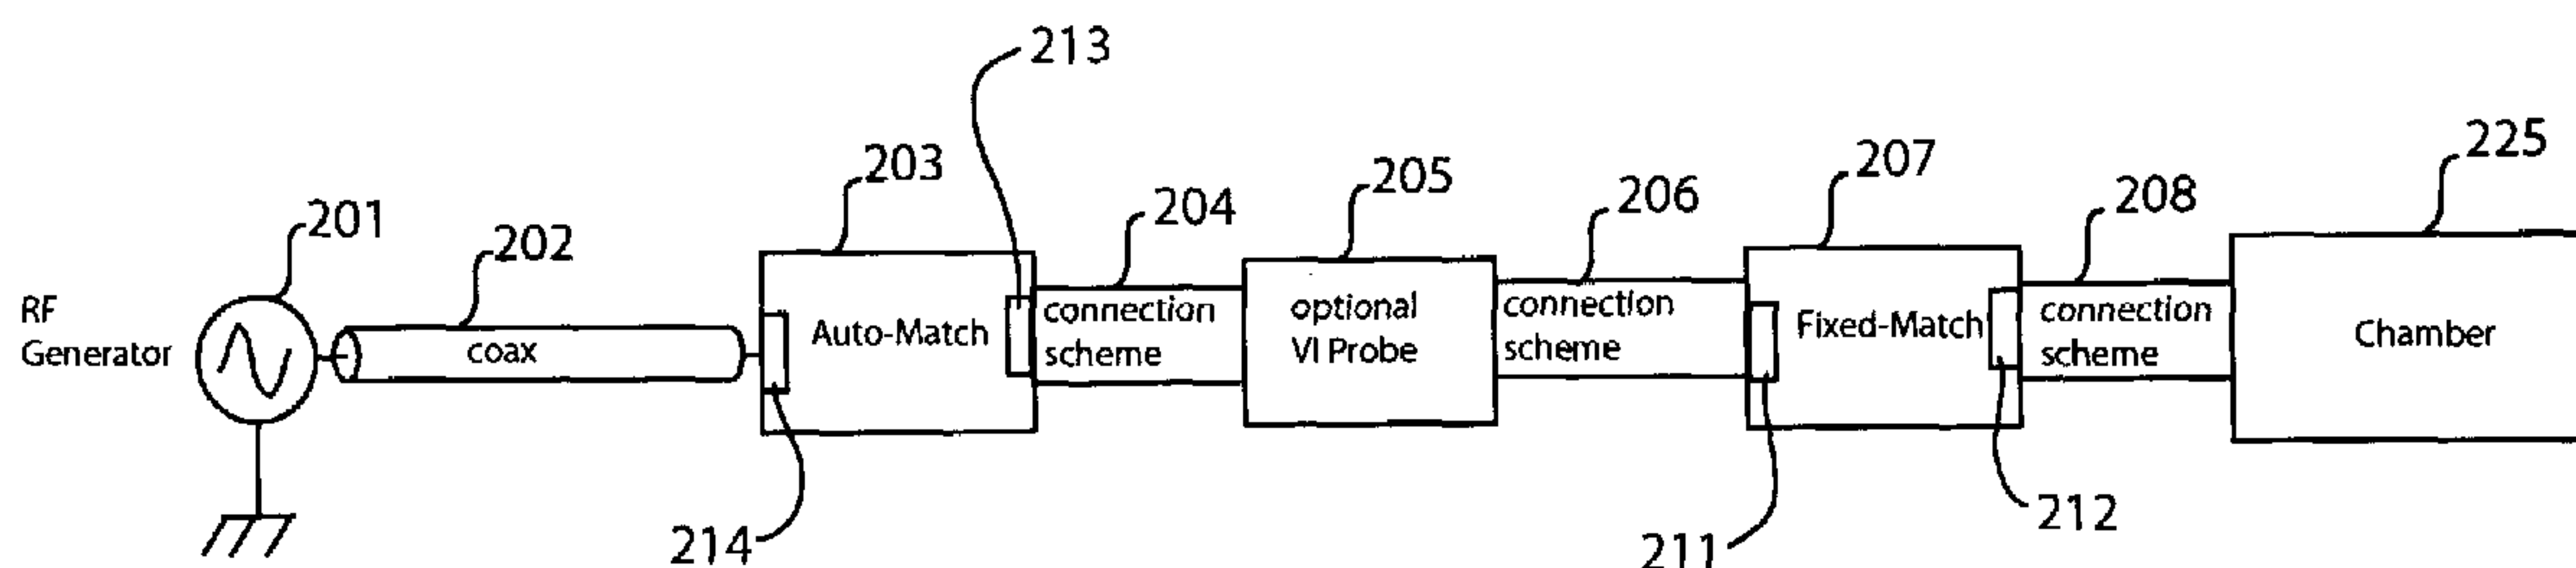 213
203
204
205
206
207
208
225
201
202
RF
Generator
coax
Auto-Match
connection
scheme
optional
VI Probe
connection
scheme
Fixed-Match
connection
scheme
Chamber
214
211
212